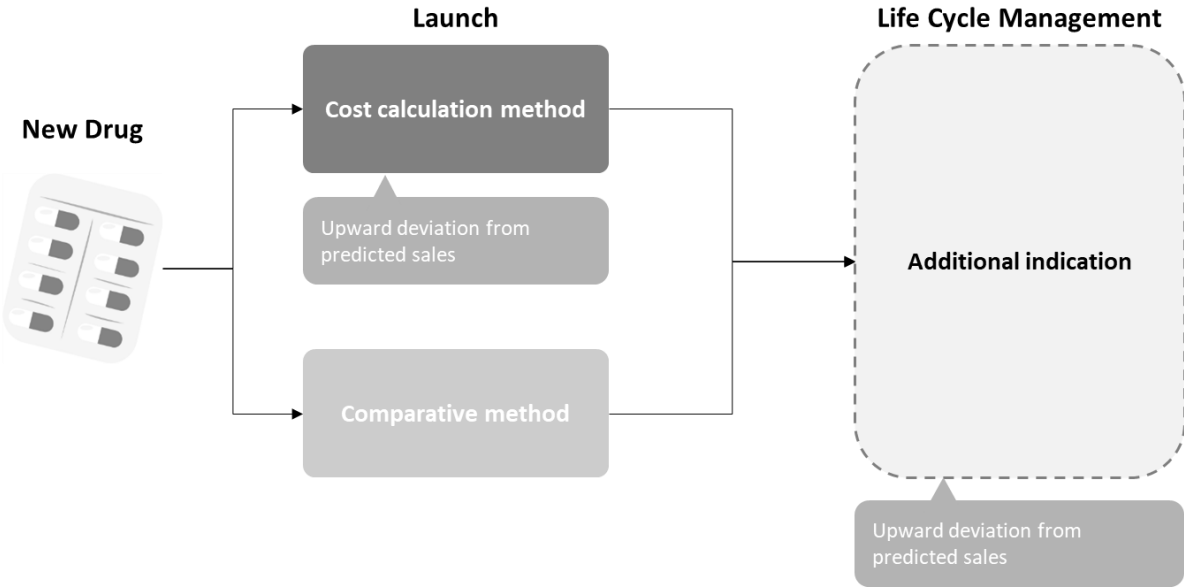 Launch
Life Cycle Management
New Drug
Cost calculation method
Upward deviation from
predicted sales
Comparative method
Additional indication
Upward deviation from
predicted sales